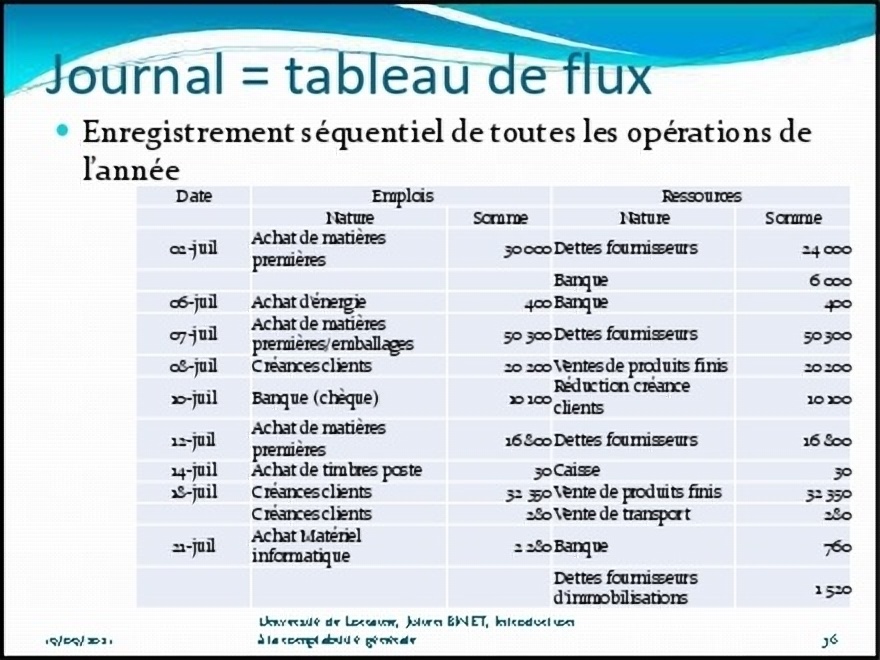 Journal = tableau de flux
Enregistrement séquentiel de toutes les opérations de
l'année
Date Emplois Ressources
Nature Somme Nature Somme
02-juil Achat de matières premières 30 000 Dettes fournisseurs 24 000
Banque 6 000
06-juil Achat d'énergie 400 Banque 400
07-juil Achat de matières premières/emballages 50 300 Dettes fournisseurs 50 300
08-juil Créances clients 20 200 Ventes de produits finis 20 200
10-juil Banque (chèque) 10 100 Réduction créance clients 10 100
12-juil Achat de matières premières 16 800 Dettes fournisseurs 16 800
14-juil Achat de timbres poste 30 Caisse 30
18-juil Créances clients 32 350 Vente de produits finis 32 350
Créances clients 280 Vente de transport 280
21-juil Achat Matériel informatique 2 280 Banque 760
Dettes fournisseurs d'immobilisations 1 520
Université de Lorraine, BINET, Introduction
19/09/2021 à la comptabilité générale 36